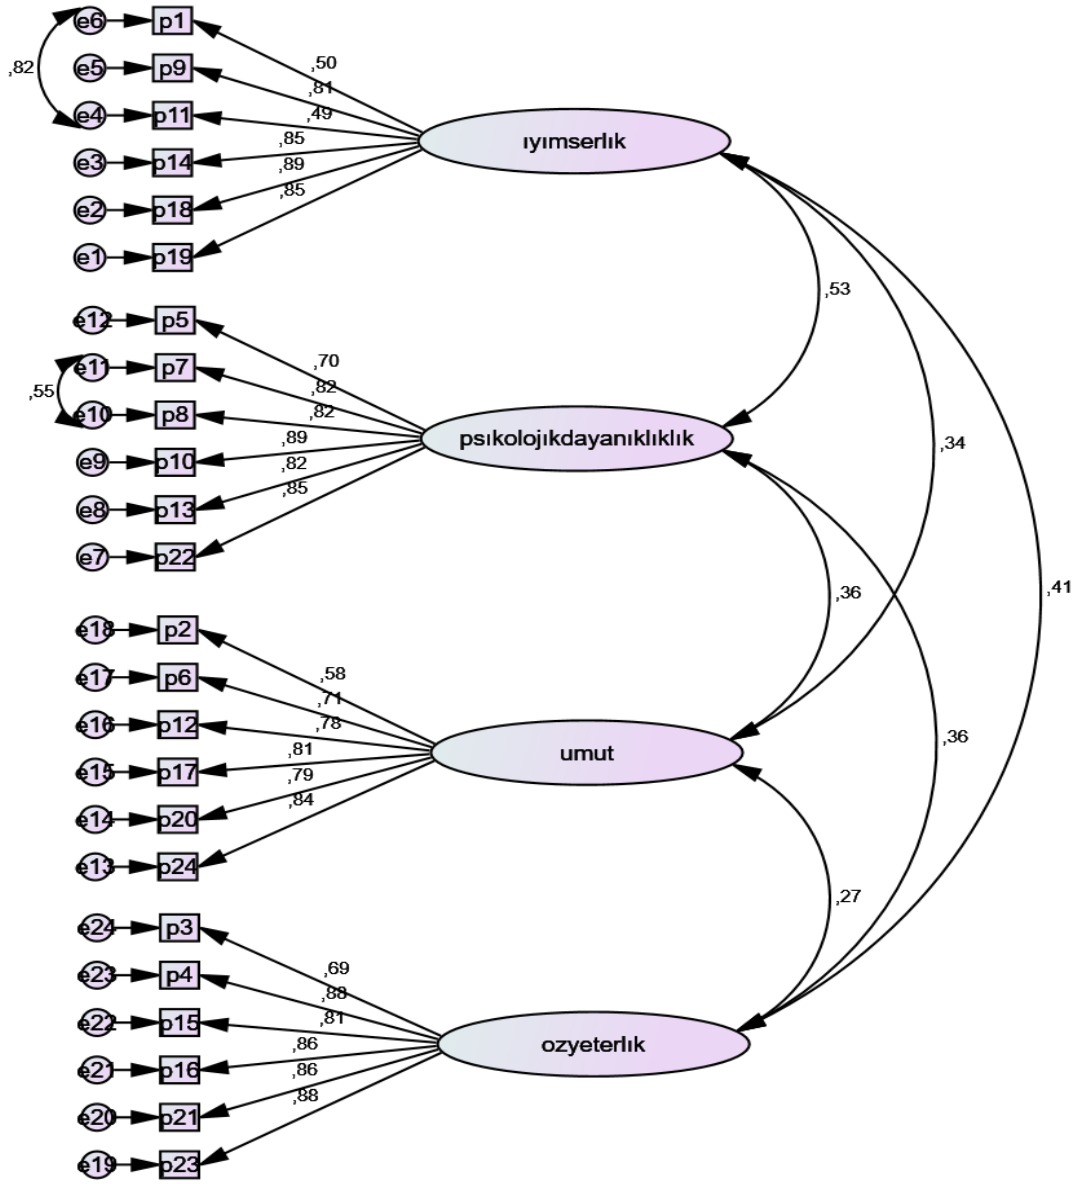 e6 p1
,50
,82
e5 p9
,81
e4 p11
,49
ıyımserlık
,85
e3 p14
,89
e2 p18
,85
e1 p19
,53
e12 p5
,70
e11 p7
,82
,55
e10 p8
,82
psıkolojıkdayanıklıklık
,89
,34
e9 p10
,82
,85
e8 p13
e7 p22
,36
,41
e18 p2
,58
e17 p6
,71
e16 p12
,78
,36
umut
,81
e15 p17
,79
,84
e14 p20
e13 p24
,27
e24 p3
,69
e23 p4
,88
e22 p15
,81
ozyeterlık
,86
e21 p16
,86
,88
e20 p21
e19 p23